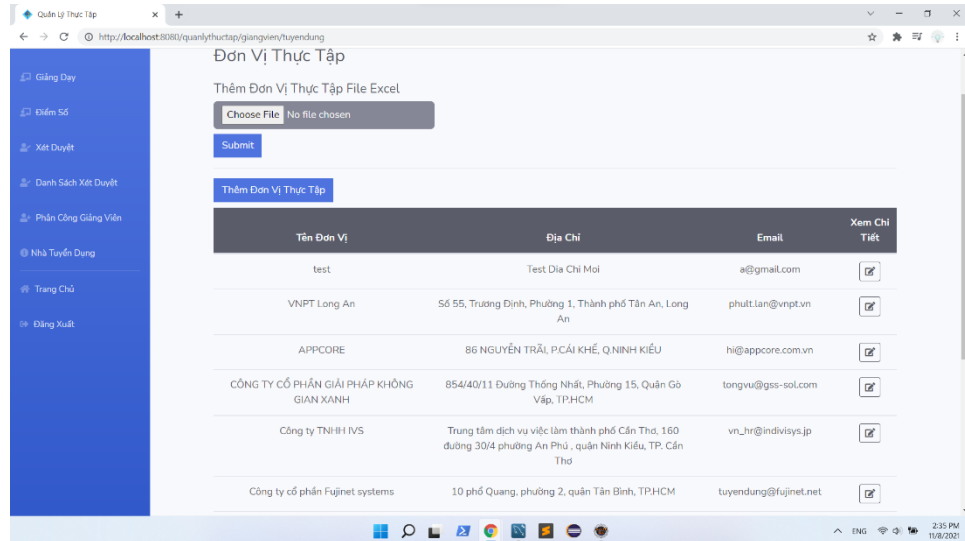 Quản Lý Thực Tập
http://localhost:8080/quanlythuctap/giangvien/tuyendung
Giảng Dạy
Điểm Số
Xét Duyệt
Danh Sách Xét Duyệt
Phân Công Giảng Viên
Nhà Tuyển Dụng
Trang Chủ
Đăng Xuất
Đơn Vị Thực Tập
Thêm Đơn Vị Thực Tập File Excel
Choose File No file chosen
Submit
Thêm Đơn Vị Thực Tập
Tên Đơn Vị Địa Chỉ Email Xem Chi
Tiết
test Test Dia Chi Moi a@gmail.com
VNPT Long An Số 55, Trương Định, Phường 1, Thành phố Tân An, Long phult.lan@vnpt.vn
An
APPCORE 86 NGUYỄN TRÃI, P.CÁI KHẾ, Q.NINH KIỀU hi@appcore.com.vn
CÔNG TY CỔ PHẦN GIẢI PHÁP KHÔNG 854/40/11 Đường Thống Nhất, Phường 15, Quận Gò tongvu@gss-sol.com
GIAN XANH Vấp, TP.HCM
Công ty TNHH IVS Trung tâm dịch vụ việc làm thành phố Cần Thơ, 160 vn_hr@indivisys.jp
đường 30/4 phường An Phú , quận Ninh Kiều, TP. Cần
Thơ
Công ty cổ phần Fujinet systems 10 phổ Quang, phường 2, quận Tân Bình, TP.HCM tuyendung@fujinet.net
ENG 2:35 PM
11/8/2021